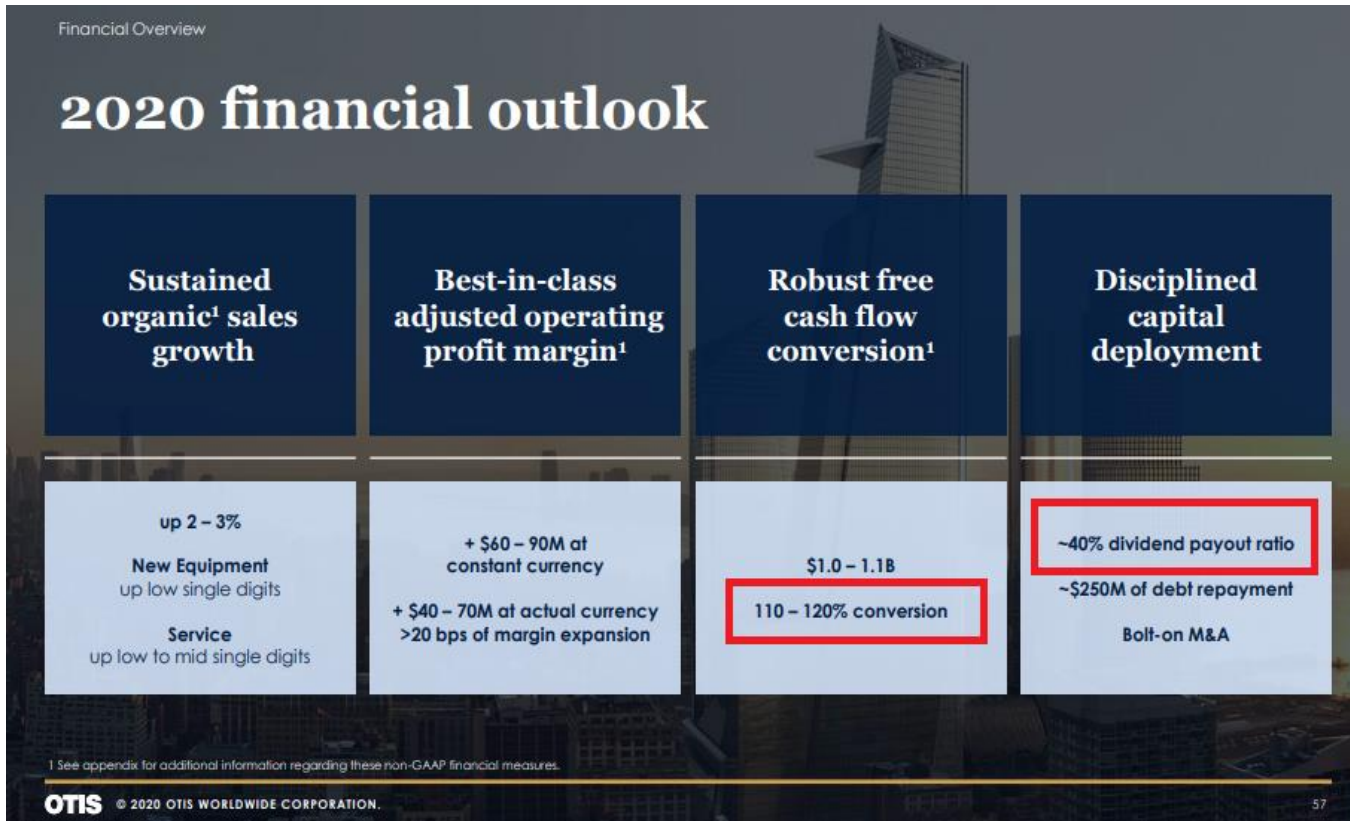 Financial Overview
2020 financial outlook
Sustained
organic¹ sales
growth
Best-in-class
adjusted operating
profit margin¹
Robust free
cash flow
conversion¹
Disciplined
capital
deployment
up 2 – 3%
New Equipment
up low single digits
Service
up low to mid single digits
+ $60 – 90M at
constant currency
+ $40 – 70M at actual currency
>20 bps of margin expansion
$1.0 – 1.1B
110 – 120% conversion
~40% dividend payout ratio
~$250M of debt repayment
Bolt-on M&A
1 See appendix for additional information regarding these non-GAAP financial measures.
OTIS © 2020 OTIS WORLDWIDE CORPORATION.
57